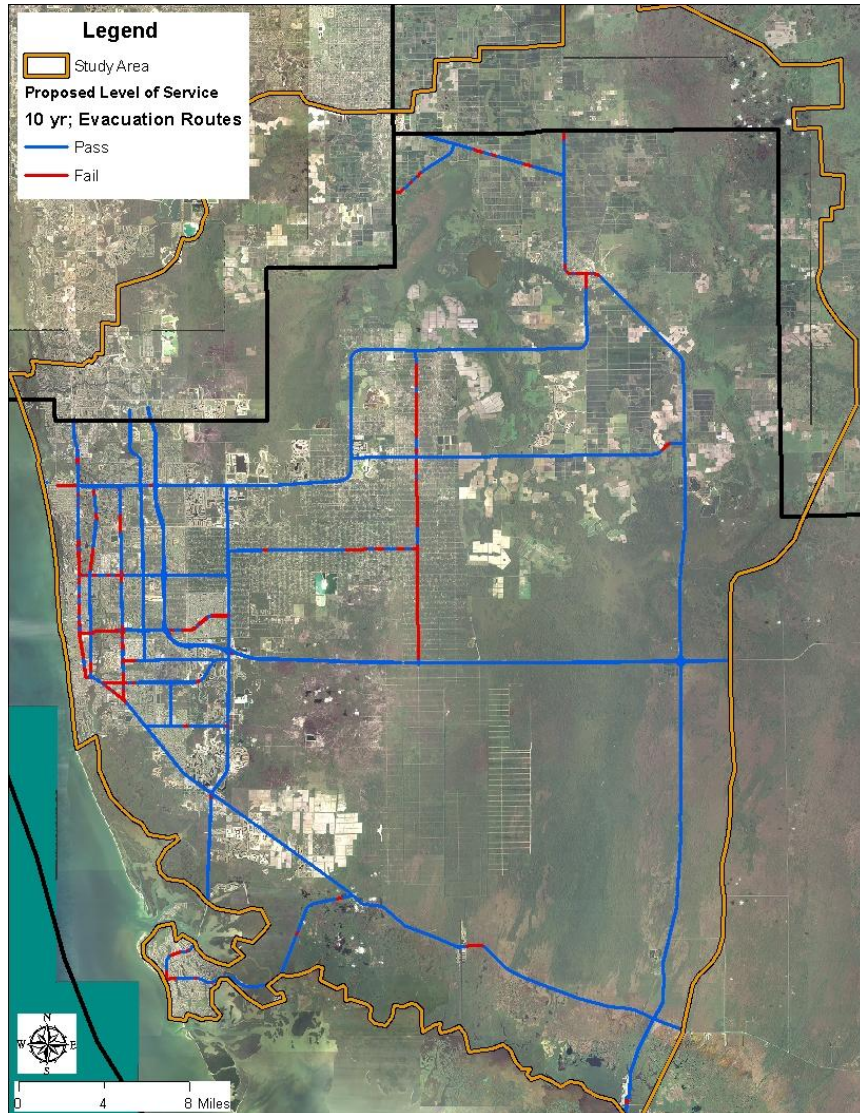 Legend
Study Area
Proposed Level of Service
10 yr; Evacuation Routes
Pass
Fail
N
W E
S
0 4 8 Miles